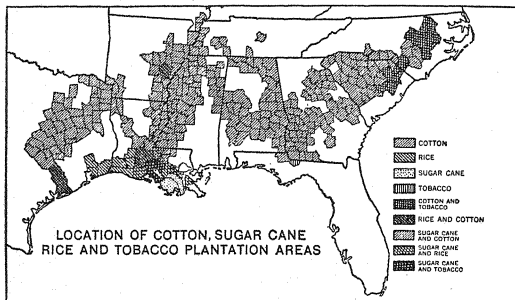 LOCATION OF COTTON, SUGAR CANE
RICE AND TOBACCO PLANTATION AREAS
COTTON
RICE
SUGAR CANE
TOBACCO
COTTON AND
TOBACCO
RICE AND COTTON
SUGAR CANE
AND COTTON
SUGAR CANE
AND RICE
SUGAR CANE
AND TOBACCO